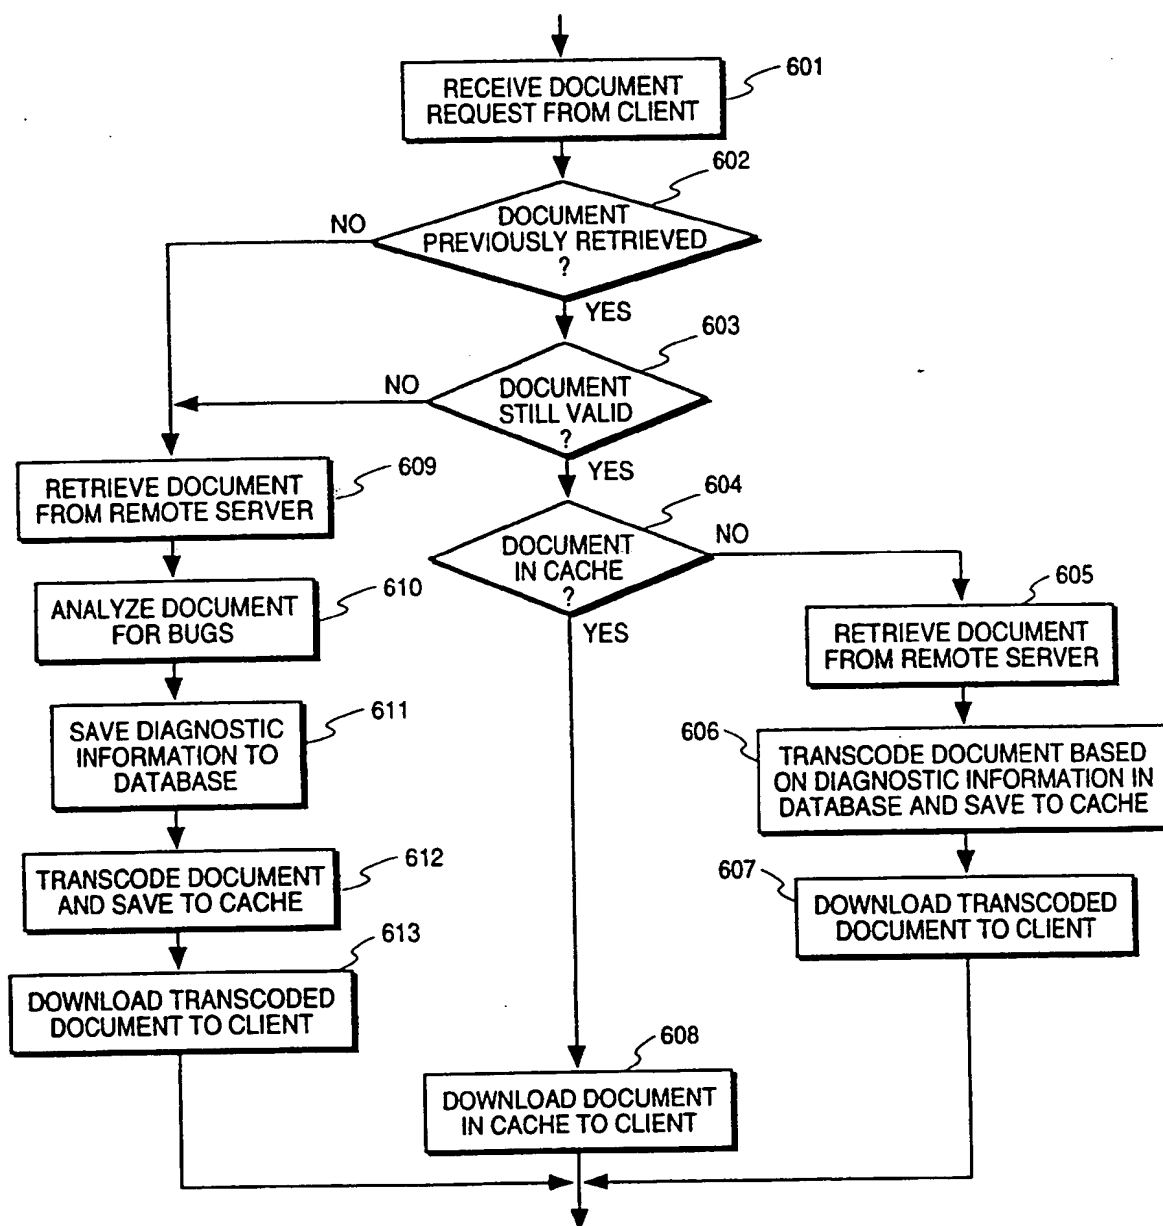 RECEIVE DOCUMENT
REQUEST FROM CLIENT
601
602
DOCUMENT
PREVIOUSLY RETRIEVED
?
NO
YES
603
DOCUMENT
STILL VALID
?
NO
YES
604
DOCUMENT
IN CACHE
?
NO
YES
609
RETRIEVE DOCUMENT
FROM REMOTE SERVER
610
ANALYZE DOCUMENT
FOR BUGS
611
SAVE DIAGNOSTIC
INFORMATION TO
DATABASE
612
TRANSCODE DOCUMENT
AND SAVE TO CACHE
613
DOWNLOAD TRANSCODED
DOCUMENT TO CLIENT
605
RETRIEVE DOCUMENT
FROM REMOTE SERVER
606
TRANSCODE DOCUMENT BASED
ON DIAGNOSTIC INFORMATION IN
DATABASE AND SAVE TO CACHE
607
DOWNLOAD TRANSCODED
DOCUMENT TO CLIENT
608
DOWNLOAD DOCUMENT
IN CACHE TO CLIENT